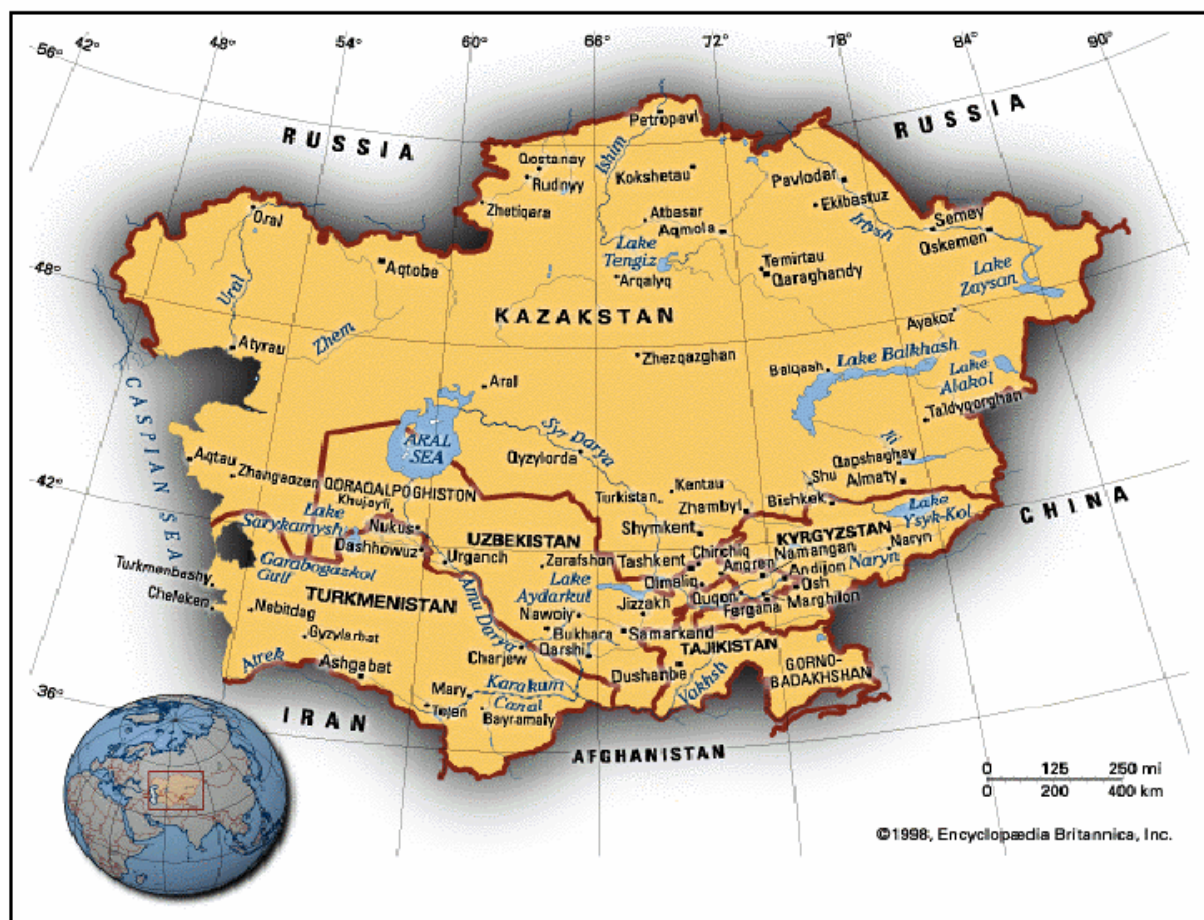 42°
48°
54°
60°
66°
72°
78°
84°
90°
56°
48°
42°
36°
RUSSIA
RUSSIA
Petropavl
Qostanay
Rudnyy
Ishim
Kokshetau
Pavlodar
Ekibastuz
Zhetiqara
Oral
Atbasar
Aqmola
Irtysh
Semey
Oskemen
Lake
Tengiz
Temirtau
Qaraghandy
Aqtobe
Arqalyq
Lake
Zaysan
Ural
KAZAKSTAN
Ayakoz
Atyrau
Zhem
Zhezqazghan
Balqash
Lake Balkhash
Lake
Alakol
Aral
Taldyqorghan
CASPIAN SEA
ARAL
SEA
Syr Darya
Qyzylorda
Ili
Qapshaghay
Aqtau
Zhangaozen
QORAQALPOGHISTON
Khujayli
Kentau
Turkistan
Shu
Almaty
Zhambyl
Bishkek
Lake
Ysyk-Kol
CHINA
Lake
Sarykamysh
Nukus
Shymkent
KYRGYZSTAN
Dashhowuz
Urganch
UZBEKISTAN
Chirchiq
Namangan
Naryn
Naryn
Zarafshon
Tashkent
Angren
Andijon
Garabogazkol
Gulf
Turkmenbashy
Lake
Aydarkul
Olmaliq
Quqon
Osh
Cheleken
TURKMENISTAN
Amu Darya
Jizzakh
Fergana
Marghilon
Nebitdag
Nawoiy
Gyzylarbat
Bukhara
Samarkand
TAJIKISTAN
Qarshi
Atrek
Ashgabat
Charjew
Dushanbe
Vakhsh
GORNO-
BADAKHSHAN
Mary
Karakum
Canal
Tejen
Bayramaly
IRAN
AFGHANISTAN
0 125 250 mi
0 200 400 km
©1998, Encyclopædia Britannica, Inc.